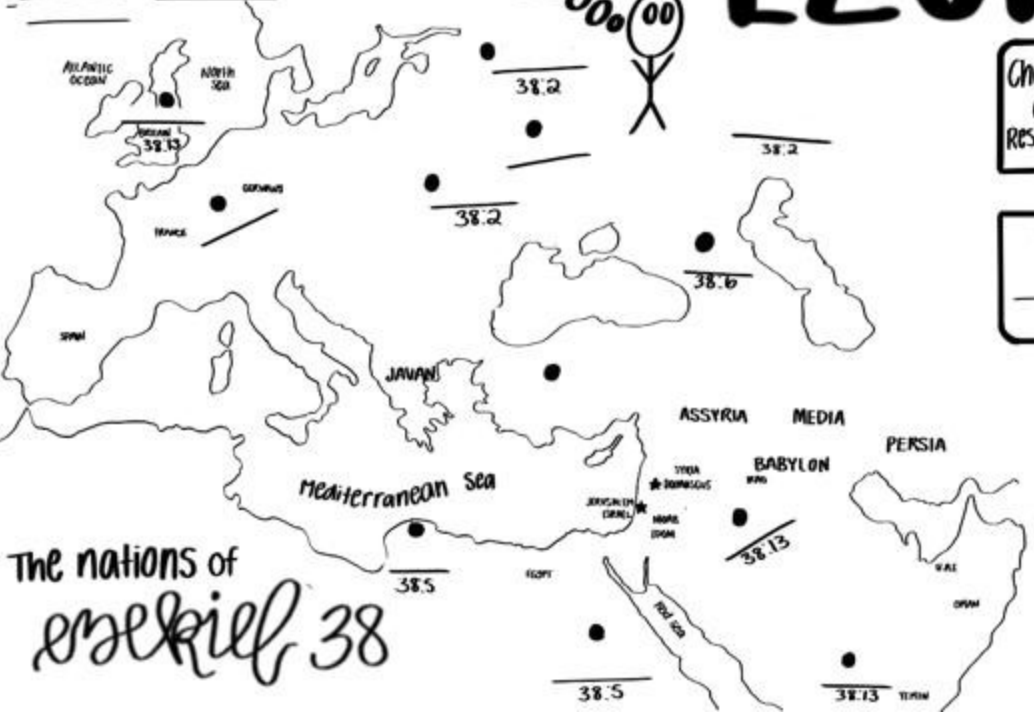 ATLANTIC
OCEAN
North
Sea
38:2
BRITAIN
38:13
38:2
Ch
Res
38:2
GERMANY
FRANCE
38:6
SPAIN
JAVAN
ASSYRIA
MEDIA
PERSIA
BABYLON
IRAQ
SYRIA
DAMASCUS
JERUSALEM
ISRAEL
MOAB
EDOM
Mediterranean Sea
38:13
The nations of
ezekiel 38
38:5
EGYPT
Red Sea
U.A.E
OMAN
38:5
38:13
YEMEN